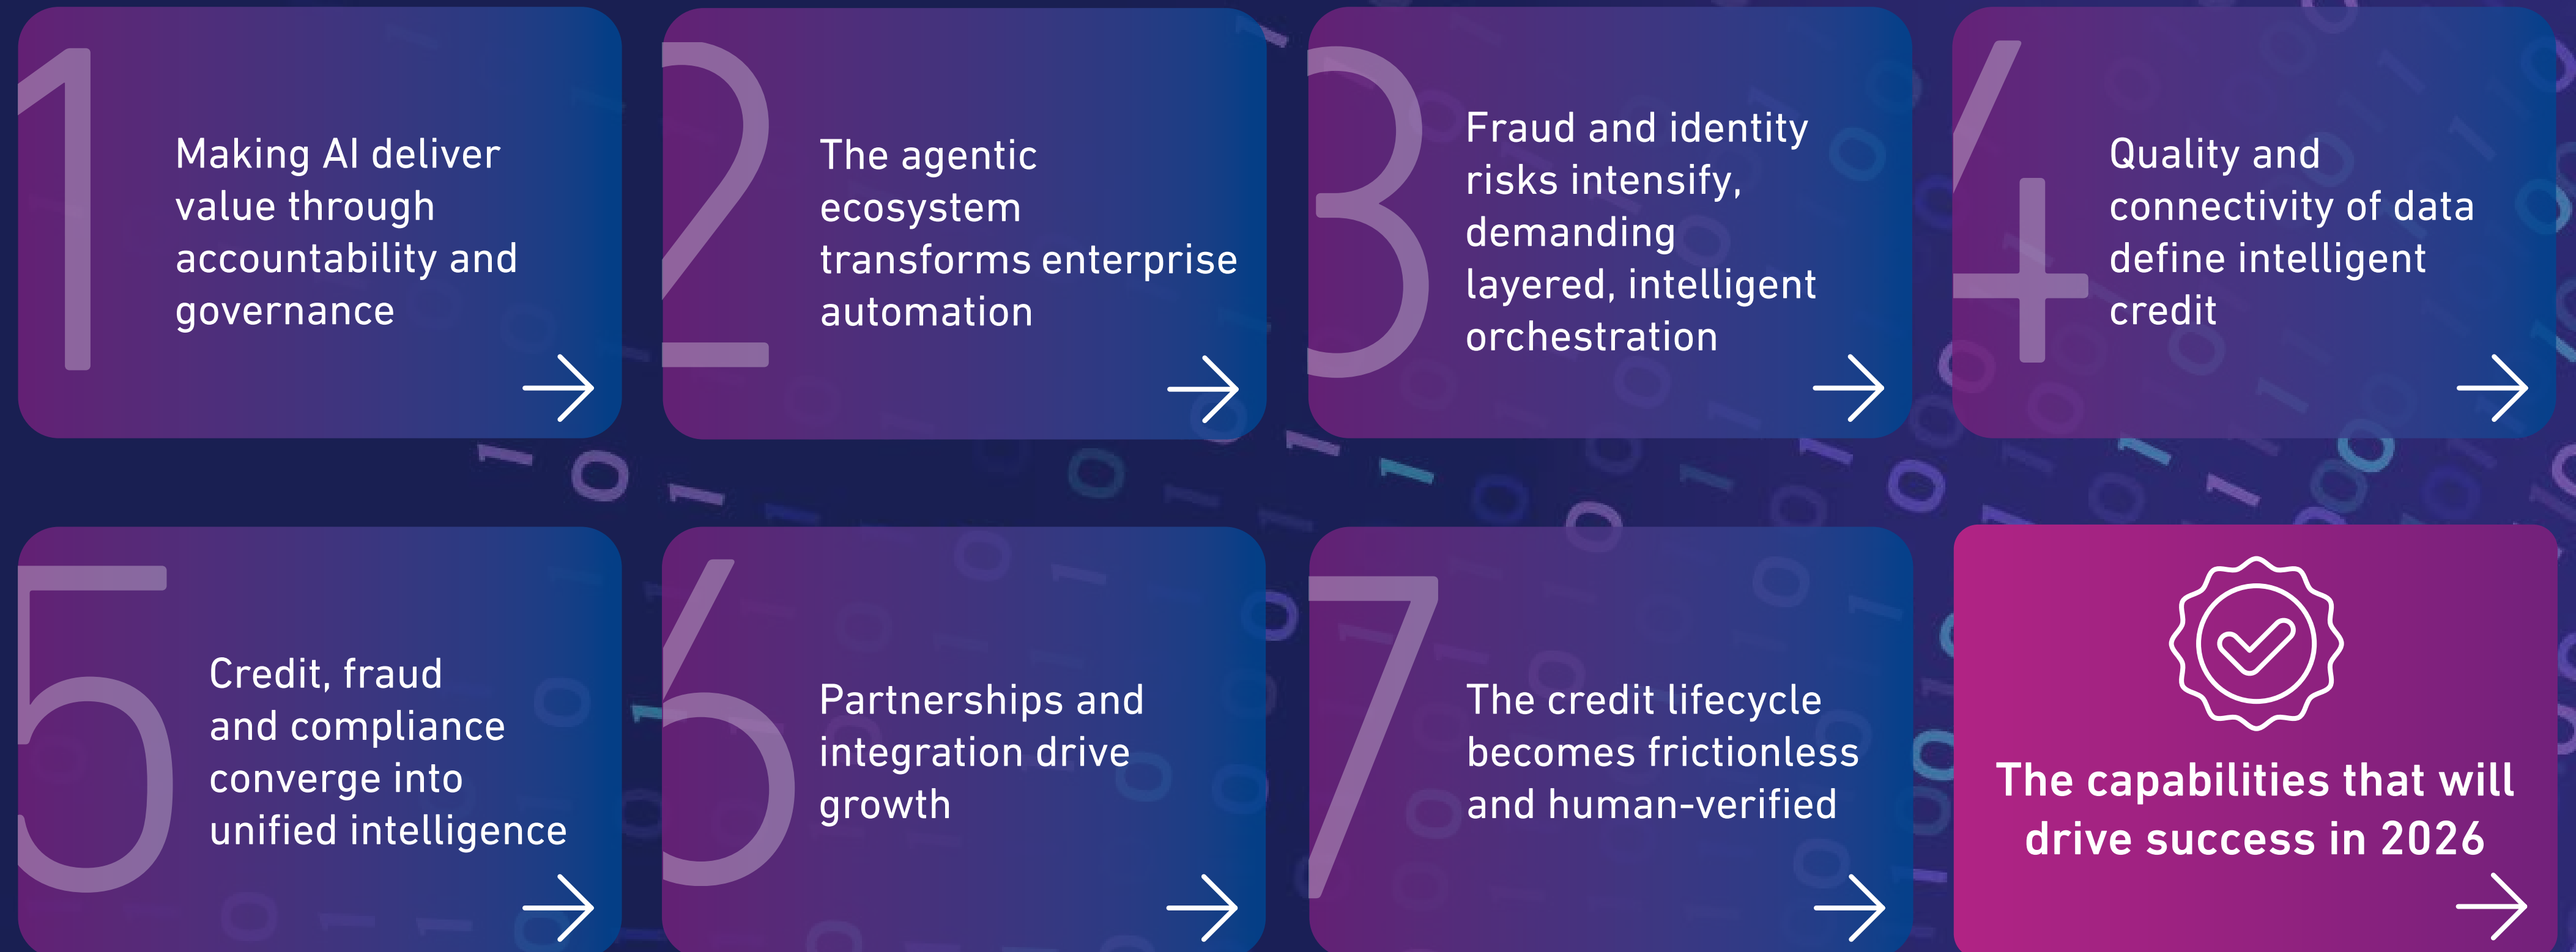 1
Making AI deliver
value through
accountability and
governance
2
The agentic
ecosystem
transforms enterprise
automation
3
Fraud and identity
risks intensify,
demanding
layered, intelligent
orchestration
4
Quality and
connectivity of data
define intelligent
credit
5
Credit, fraud
and compliance
converge into
unified intelligence
6
Partnerships and
integration drive
growth
7
The credit lifecycle
becomes frictionless
and human-verified
The capabilities that will
drive success in 2026